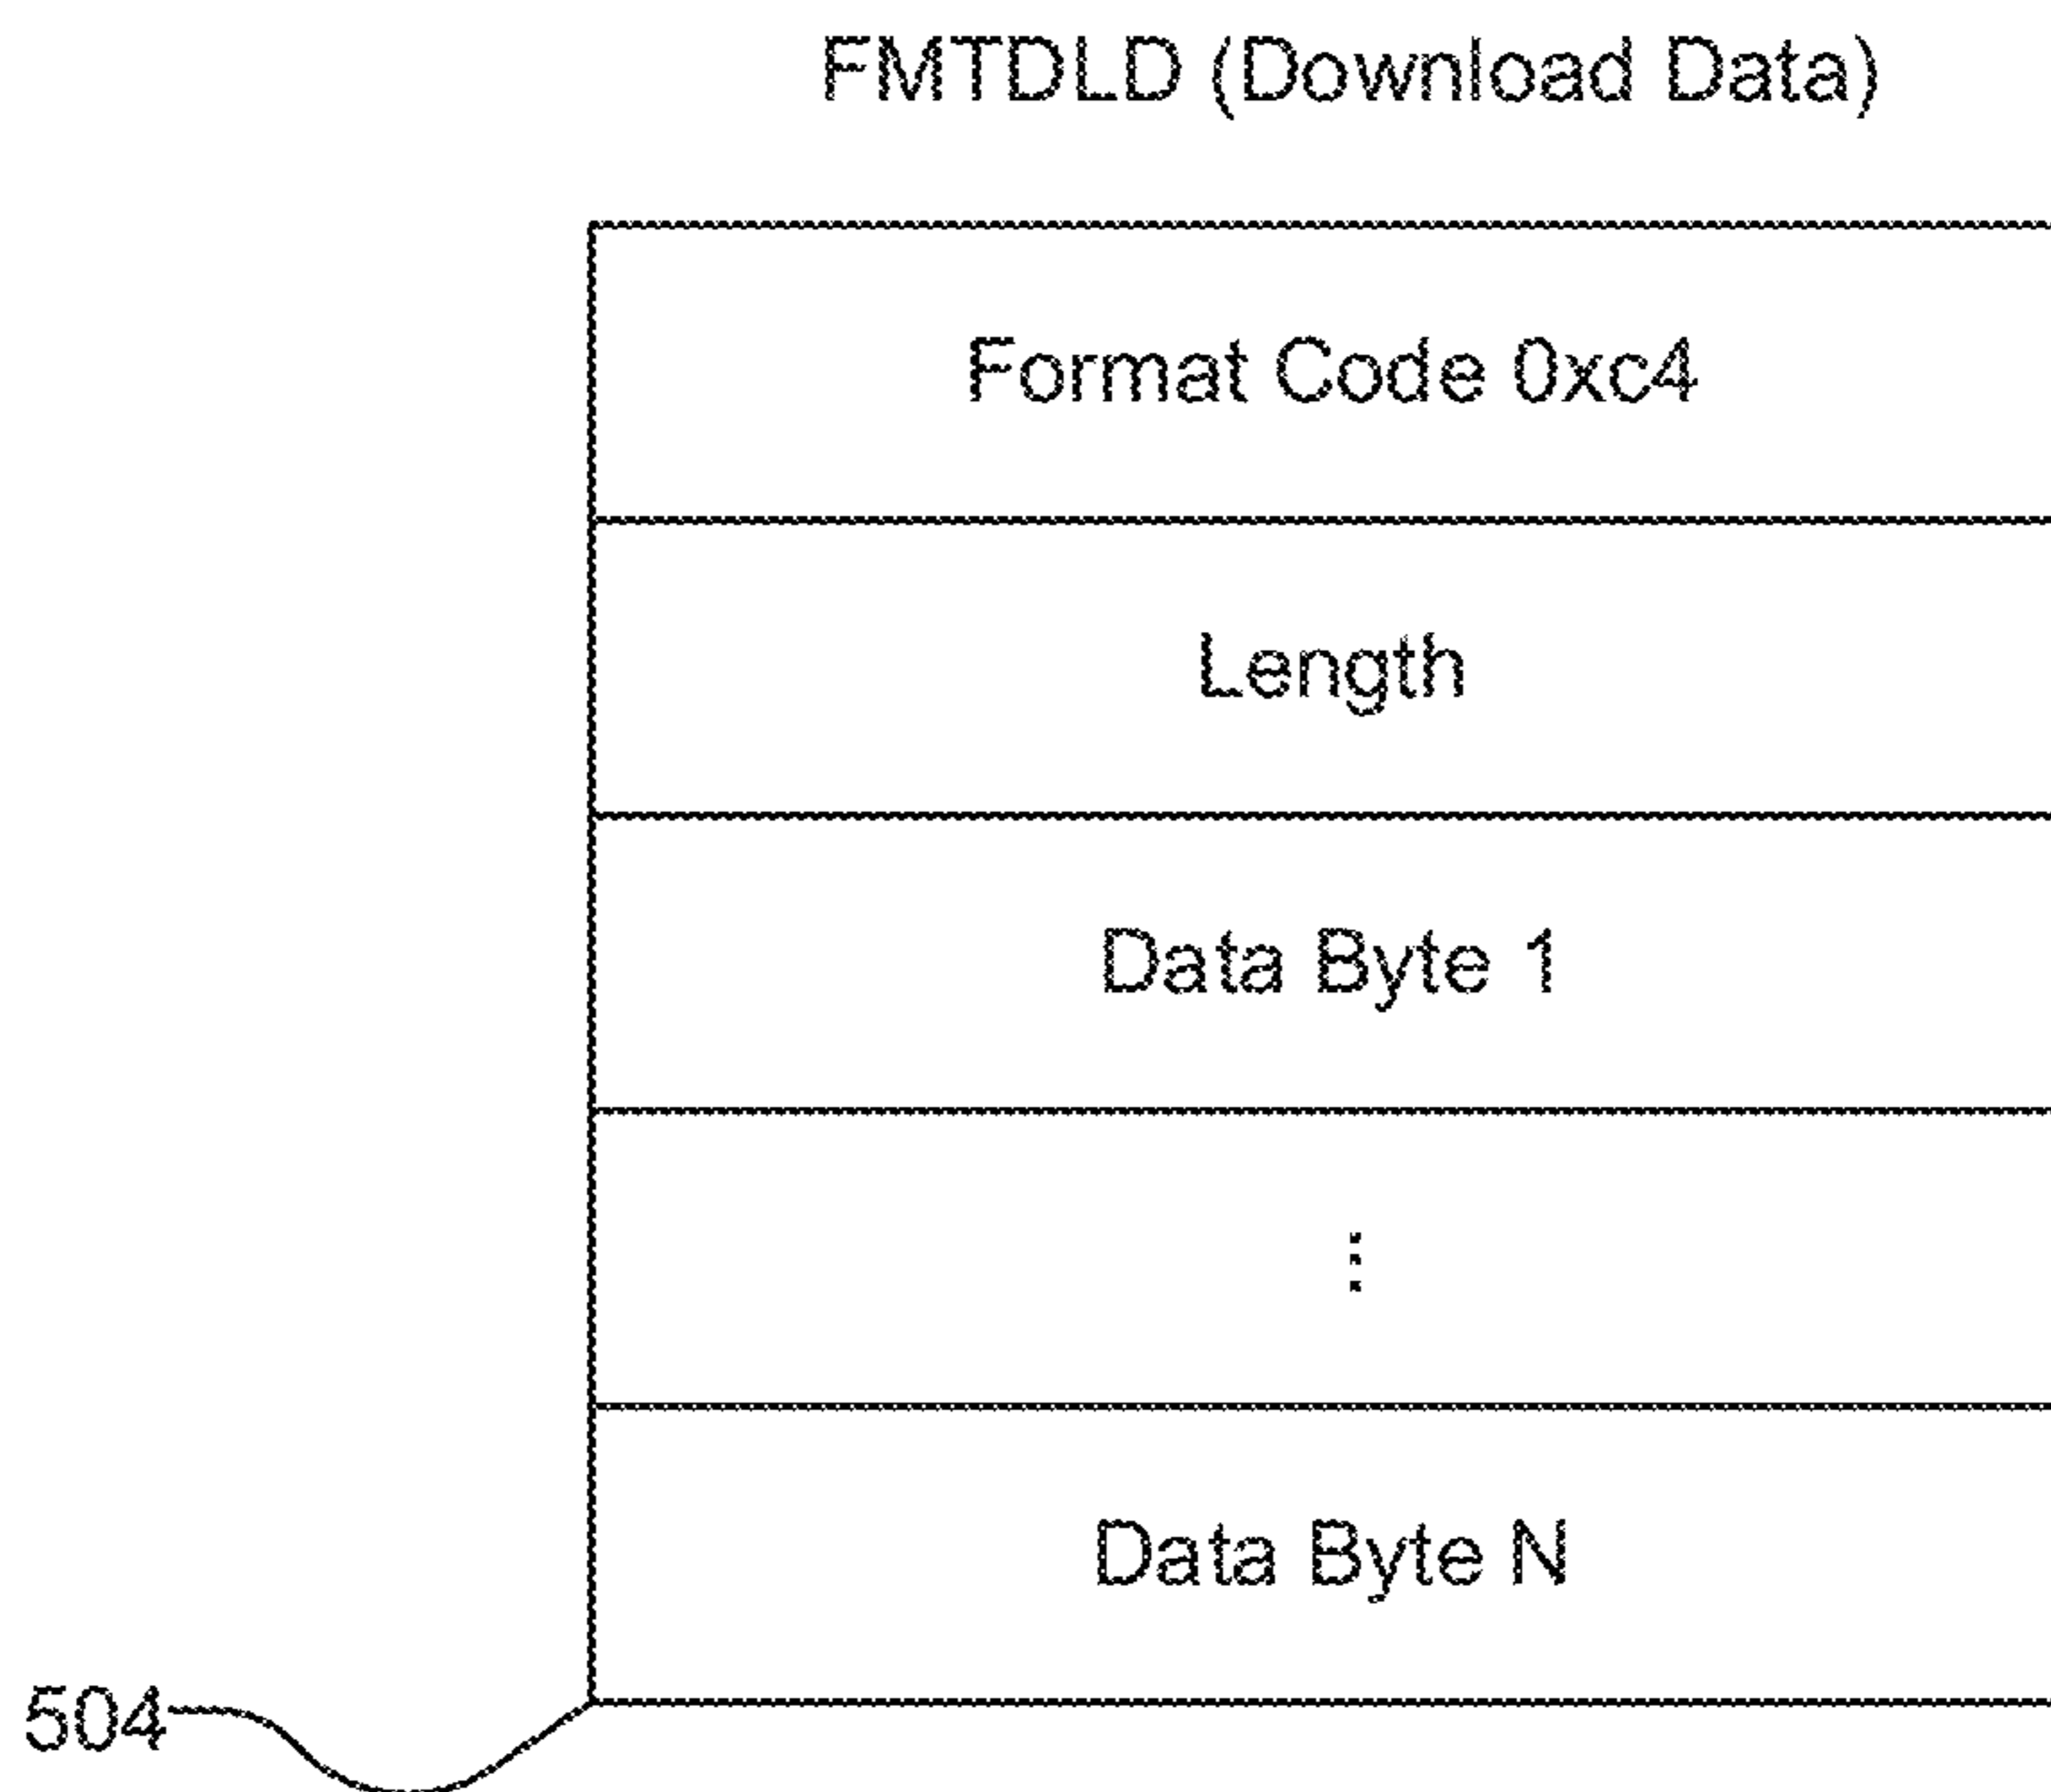 FMTDLD (Download Data)
Format Code 0xc4
Length
Data Byte 1
⋮
Data Byte N
504